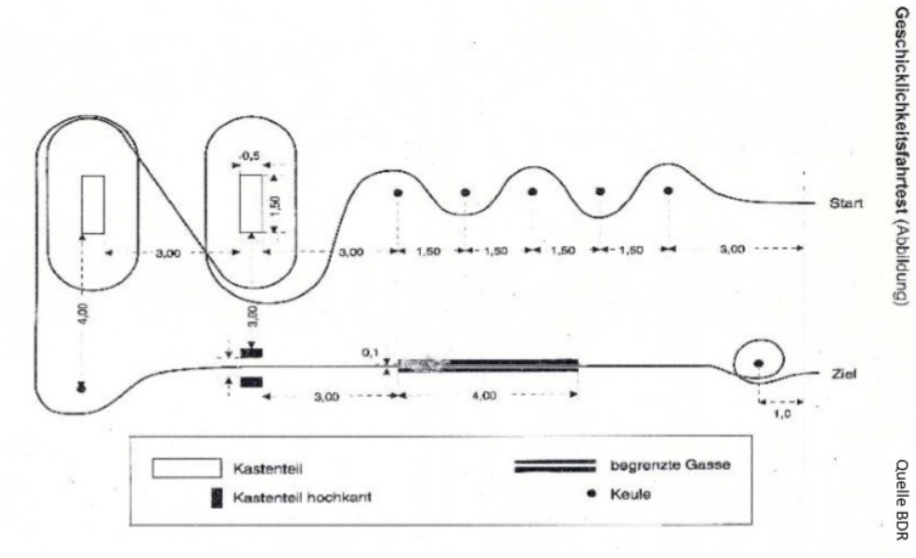 Geschicklichkeitsfahrtest (Abbildung)
0,5
1,50
Start
3,00
3,00
1,50
1,50
1,50
1,50
3,00
4,00
3,00
0,1
Ziel
3,00
4,00
1,0
Kastenteil
begrenzte Gasse
Kastenteil hochkant
Keule
Quelle BDR